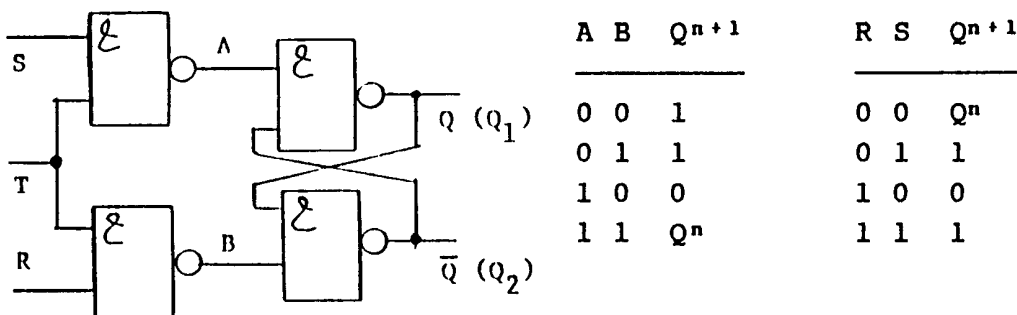 &
S
A
&
Q (Q₁)
T
&
R
B
&
Q̅ (Q₂)
A B Qⁿ⁺¹
0 0 1
0 1 1
1 0 0
1 1 Qⁿ
R S Qⁿ⁺¹
0 0 Qⁿ
0 1 1
1 0 0
1 1 1